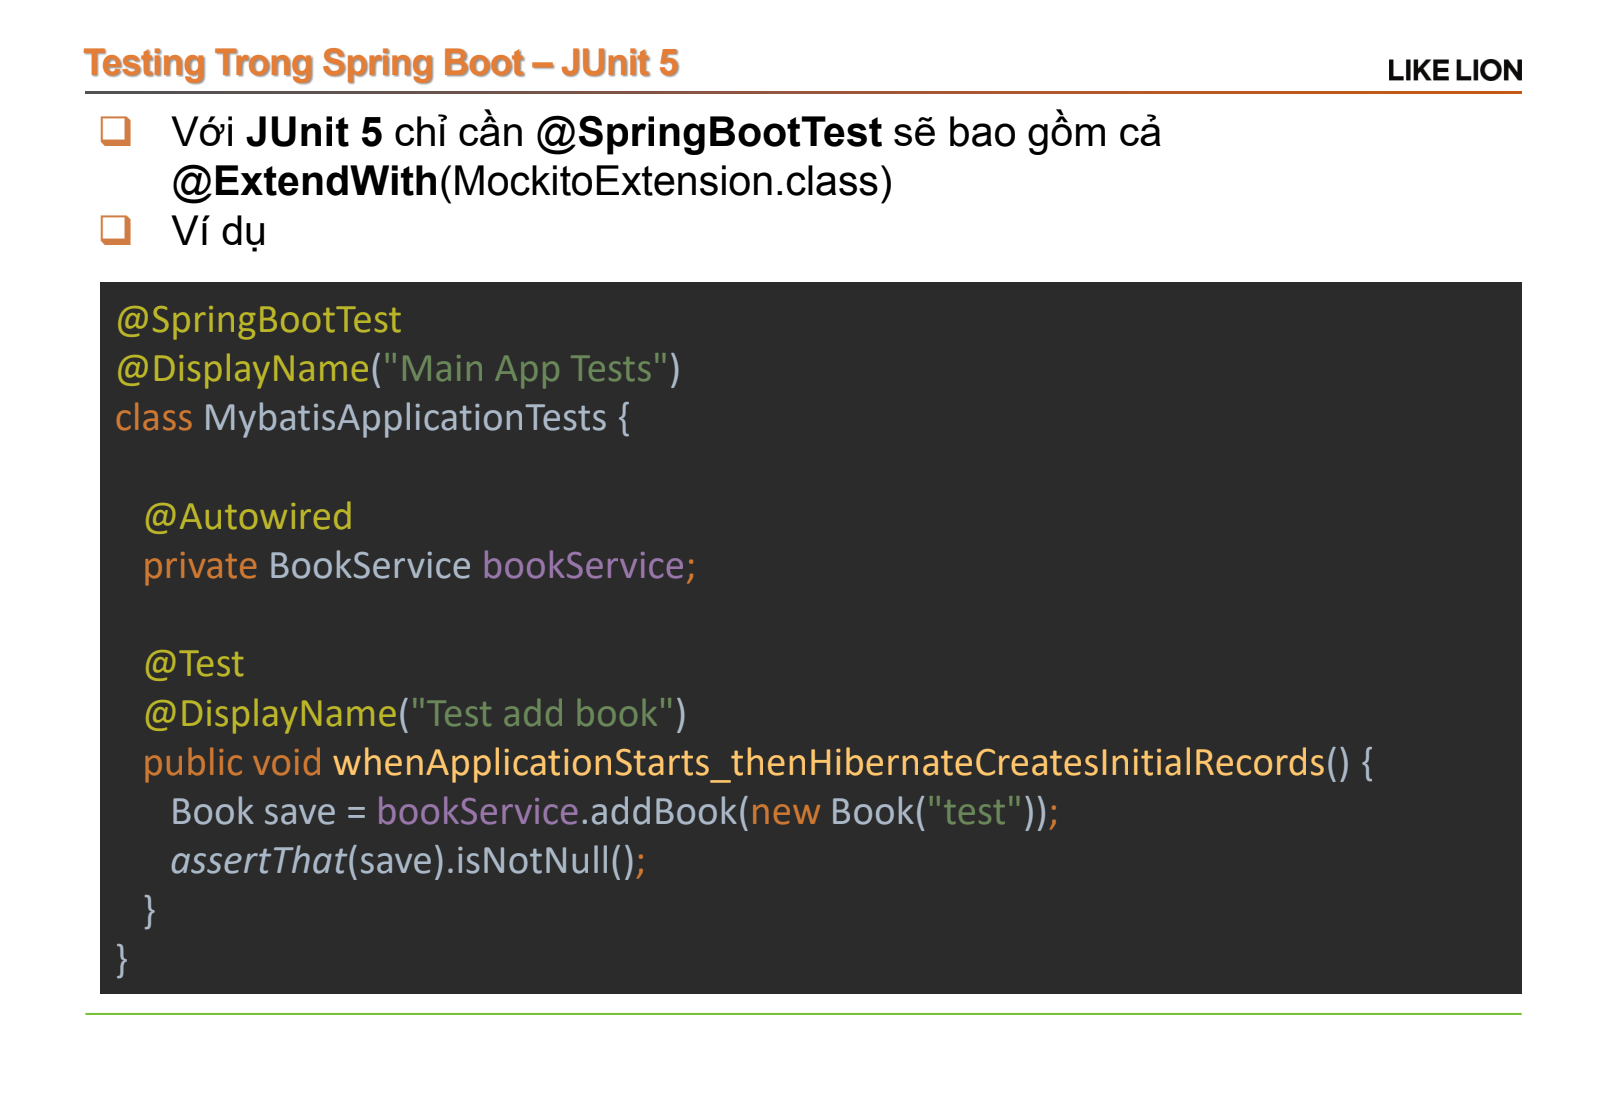 Testing Trong Spring Boot – JUnit 5
LIKE LION
Với JUnit 5 chỉ cần @SpringBootTest sẽ bao gồm cả
@ExtendWith(MockitoExtension.class)
Ví dụ
@SpringBootTest
@DisplayName("Main App Tests")
class MybatisApplicationTests {
@Autowired
private BookService bookService;
@Test
@DisplayName("Test add book")
public void whenApplicationStarts_thenHibernateCreatesInitialRecords() {
Book save = bookService.addBook(new Book("test"));
assertThat(save).isNotNull();
}
}